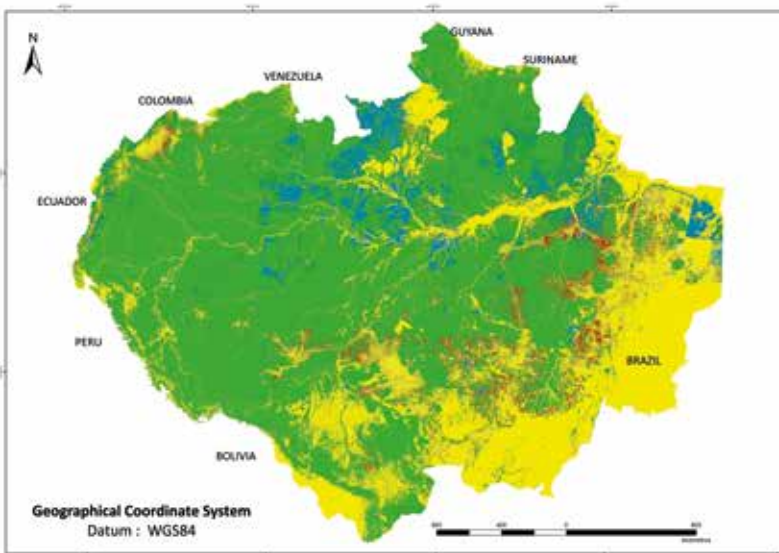 GUYANA
N
SURINAME
VENEZUELA
COLOMBIA
ECUADOR
PERU
BRAZIL
BOLIVIA
Geographical Coordinate System
Datum : WGS84